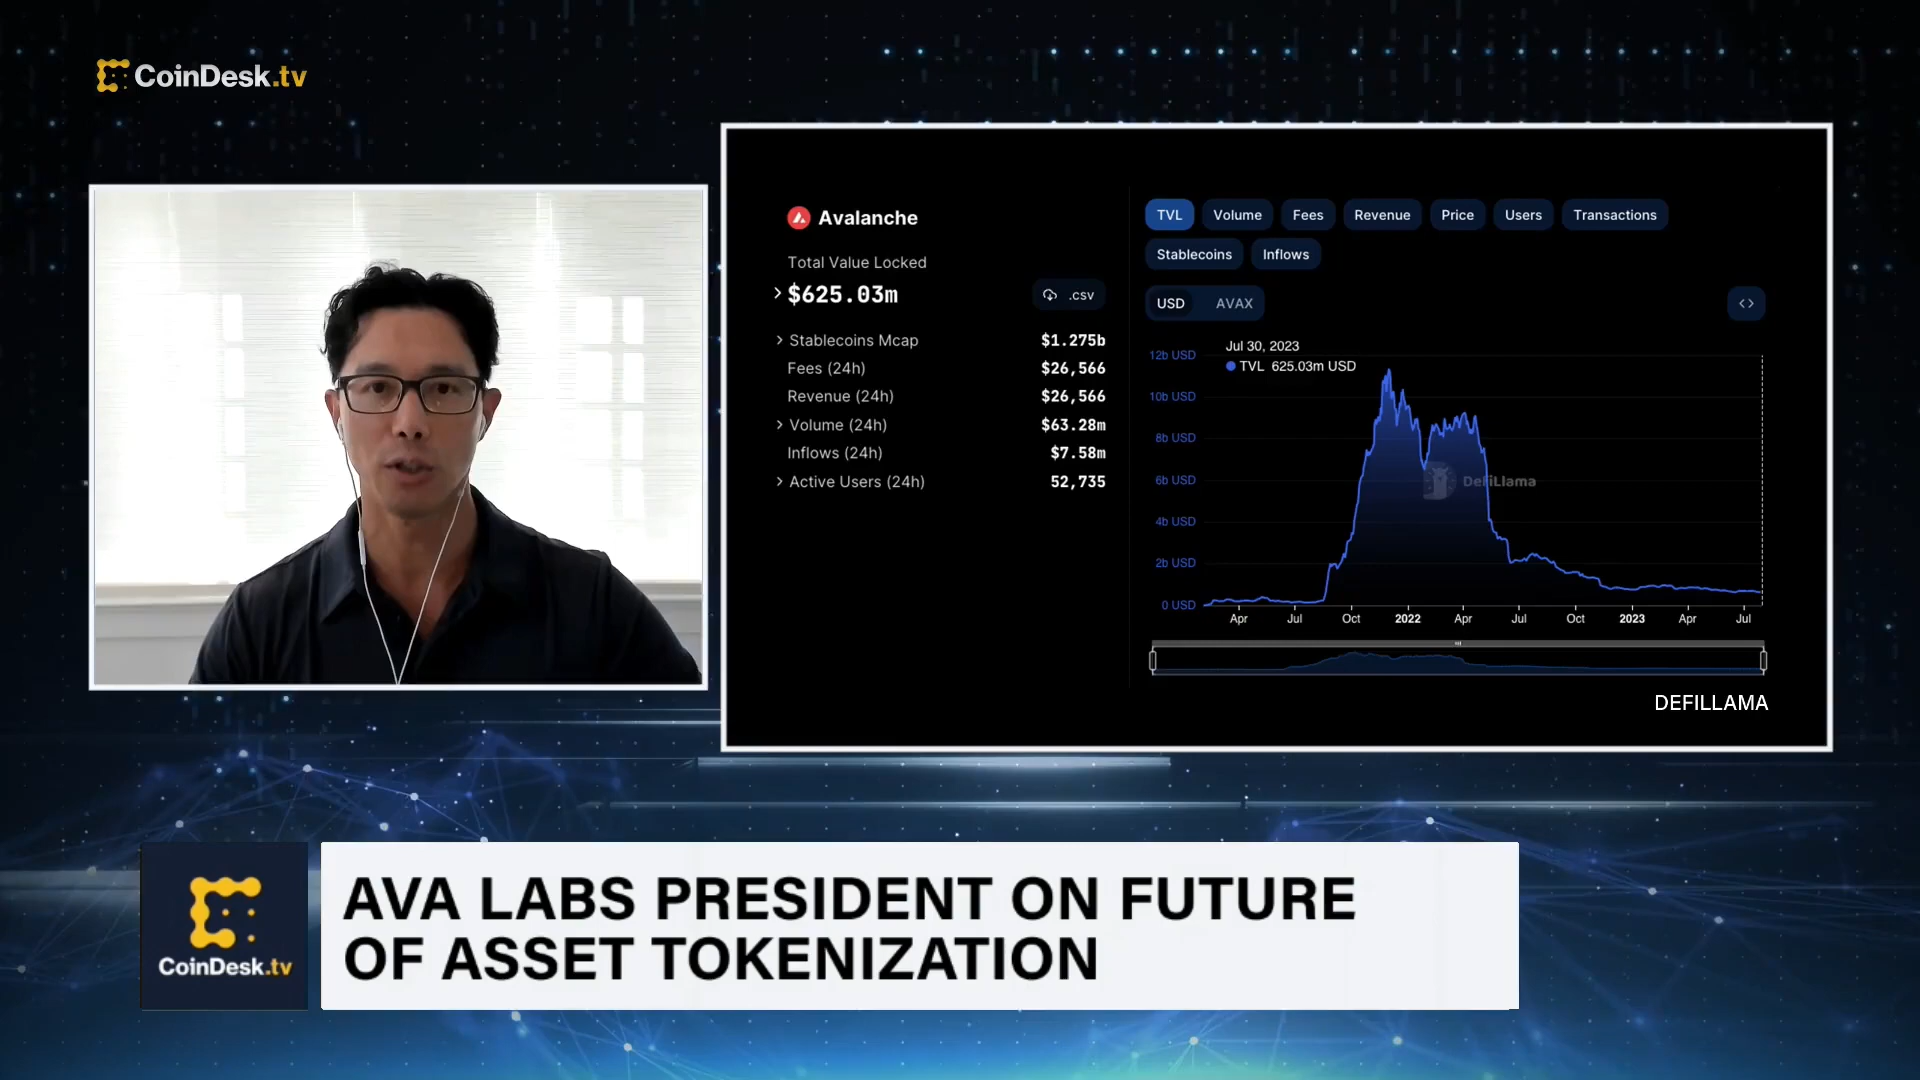 CoinDesk.tv
Avalanche
Total Value Locked
$625.03m
.csv
Stablecoins Mcap $1.275b
Fees (24h) $26,566
Revenue (24h) $26,566
Volume (24h) $63.28m
Inflows (24h) $7.58m
Active Users (24h) 52,735
TVL Volume Fees Revenue Price Users Transactions
Stablecoins Inflows
USD AVAX
Jul 30, 2023
TVL 625.03m USD
12b USD
10b USD
8b USD
6b USD
4b USD
2b USD
0 USD
DefiLlama
Apr Jul Oct 2022 Apr Jul Oct 2023 Apr Jul
DEFILLAMA
CoinDesk.tv
AVA LABS PRESIDENT ON FUTURE
OF ASSET TOKENIZATION